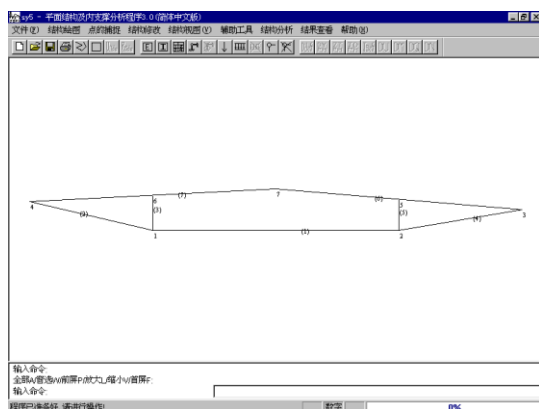 sy5 - 平面结构及内支撑分析程序3.0(简体中文版)
文件(F) 结构绘图 点的捕捉 结构修改 结构视图(V) 辅助工具 结构分析 结果查看 帮助(H)
7
(7)
6
(6)
4
(3)
5
(2)
(3)
3
(4)
1
(1)
2
输入命令:
全部A/窗选W/前屏P/放大L/缩小V/首屏F:
输入命令:
程序已准备好,请进行操作!
数字
0%